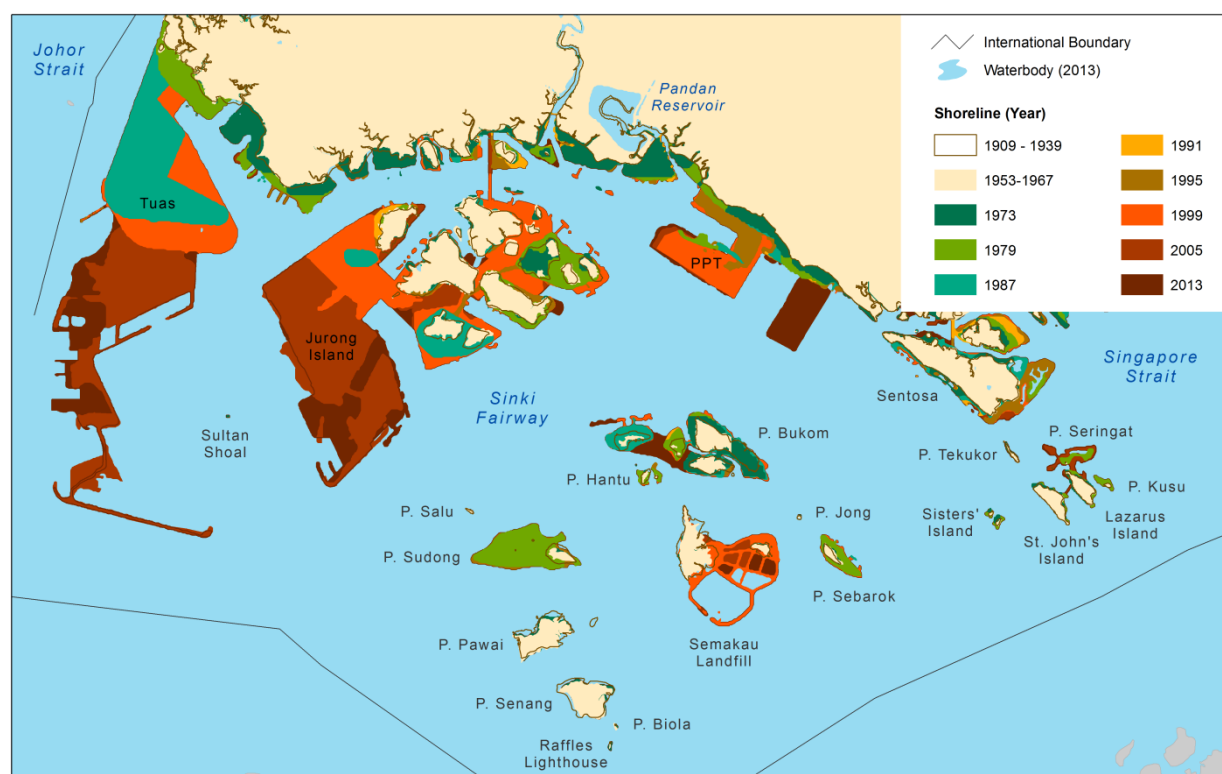 Johor
Strait
Pandan
Reservoir
International Boundary
Waterbody (2013)
Shoreline (Year)
1909 - 1939
1953-1967
1973
1979
1987
1991
1995
1999
2005
2013
Tuas
PPT
Jurong
Island
Sinki
Fairway
Singapore
Strait
Sentosa
Sultan
Shoal
P. Bukom
P. Hantu
P. Seringat
P. Tekukor
P. Kusu
Lazarus
Island
Sisters'
Island
St. John's
Island
P. Salu
P. Jong
P. Sudong
P. Sebarok
P. Pawai
Semakau
Landfill
P. Senang
P. Biola
Raffles
Lighthouse